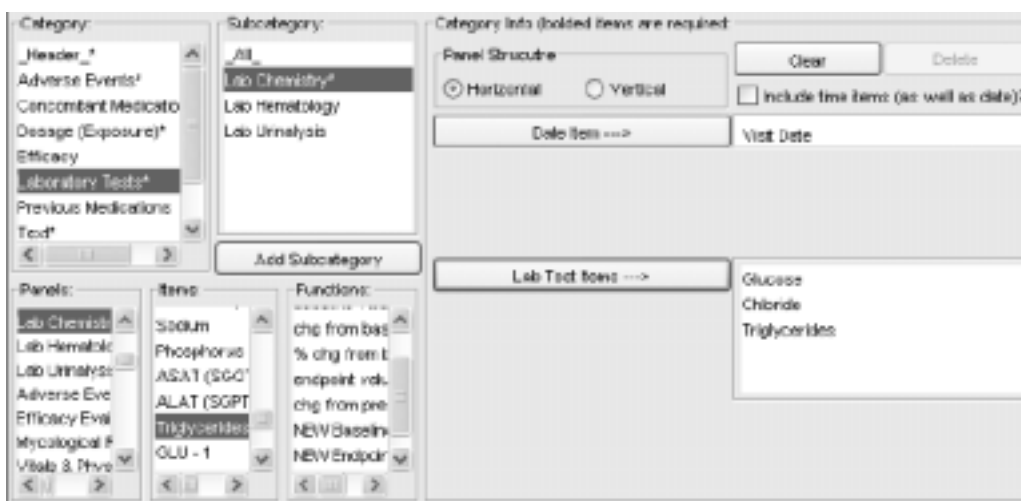 Category:
_Header_*
Adverse Events*
Concomitant Medicatio
Dosage (Exposure)*
Efficacy
Laboratory Tests*
Previous Medications
Text*
Subcategory:
_All_
Lab Chemistry*
Lab Hematology
Lab Urinalysis
Add Subcategory
Category Info (bolded items are required
Panel Strucutre
Horizontal
Vertical
Clear
Delete
Include time items (as well as date)?
Date Item --->
Visit Date
Lab Test Items --->
Glucose
Chloride
Triglycerides
Panels:
Lab Chemistr
Lab Hematolo
Lab Urinalysis
Adverse Eve
Efficacy Eval
Mycological F
Vitals & Physi
Items:
Sodium
Phosphorus
ASAT (SGOT
ALAT (SGPT
Triglycerides
GLU - 1
Functions:
chg from bas
% chg from b
endpoint valu
chg from pre
NEW Baseline
NEW Endpoin